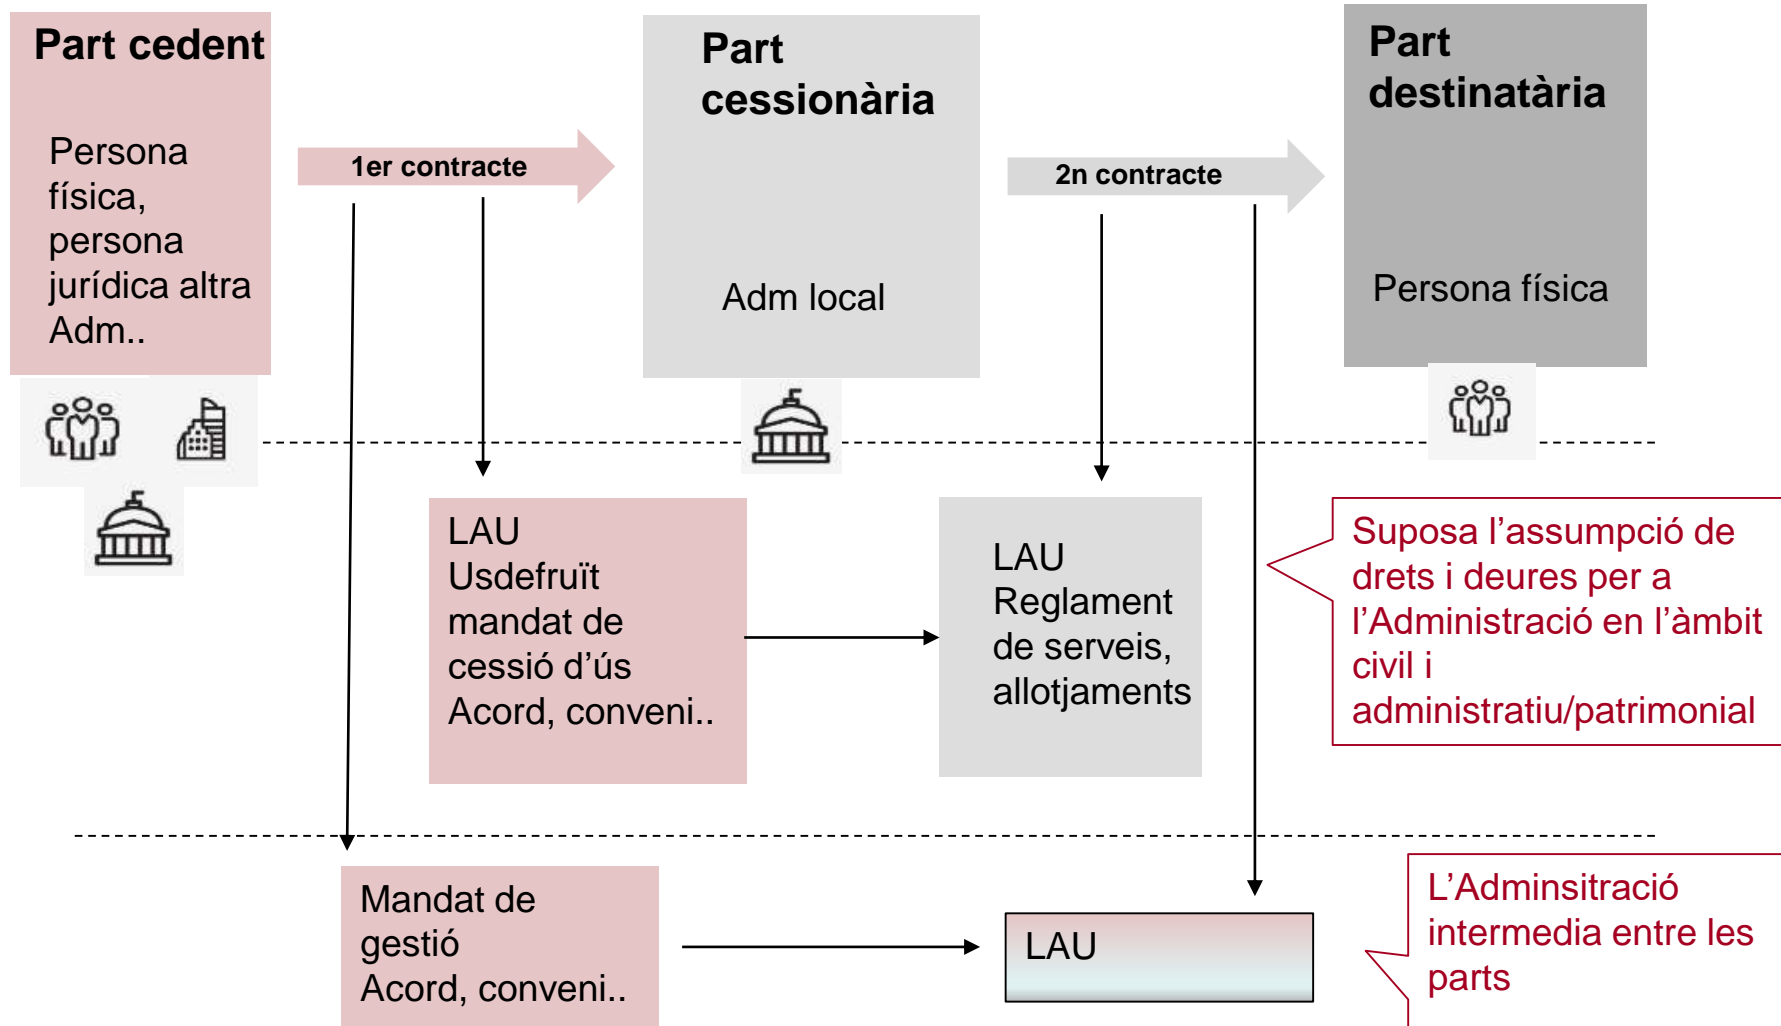 Part cedent
Persona
física,
persona
jurídica altra
Adm..
1er contracte
Part
cessionària
Adm local
2n contracte
Part
destinatària
Persona física
LAU
Usdefruït
mandat de
cessió d’ús
Acord, conveni..
LAU
Reglament
de serveis,
allotjaments
Suposa l’assumpció de
drets i deures per a
l’Administració en l’àmbit
civil i
administratiu/patrimonial
Mandat de
gestió
Acord, conveni..
LAU
L’Adminsitració
intermedia entre les
parts